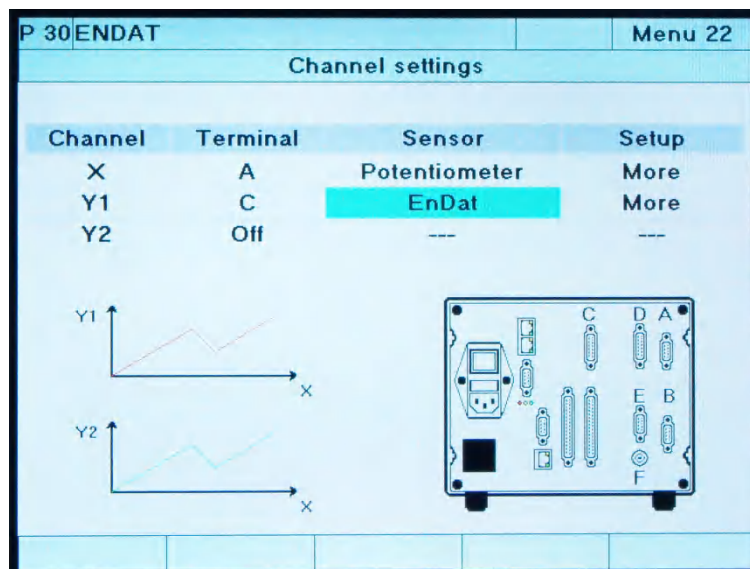 P 30 ENDAT Menu 22
Channel settings
Channel Terminal Sensor Setup
X A Potentiometer More
Y1 C EnDat More
Y2 Off --- ---
Y1
X
Y2
X
C D A
E B
F